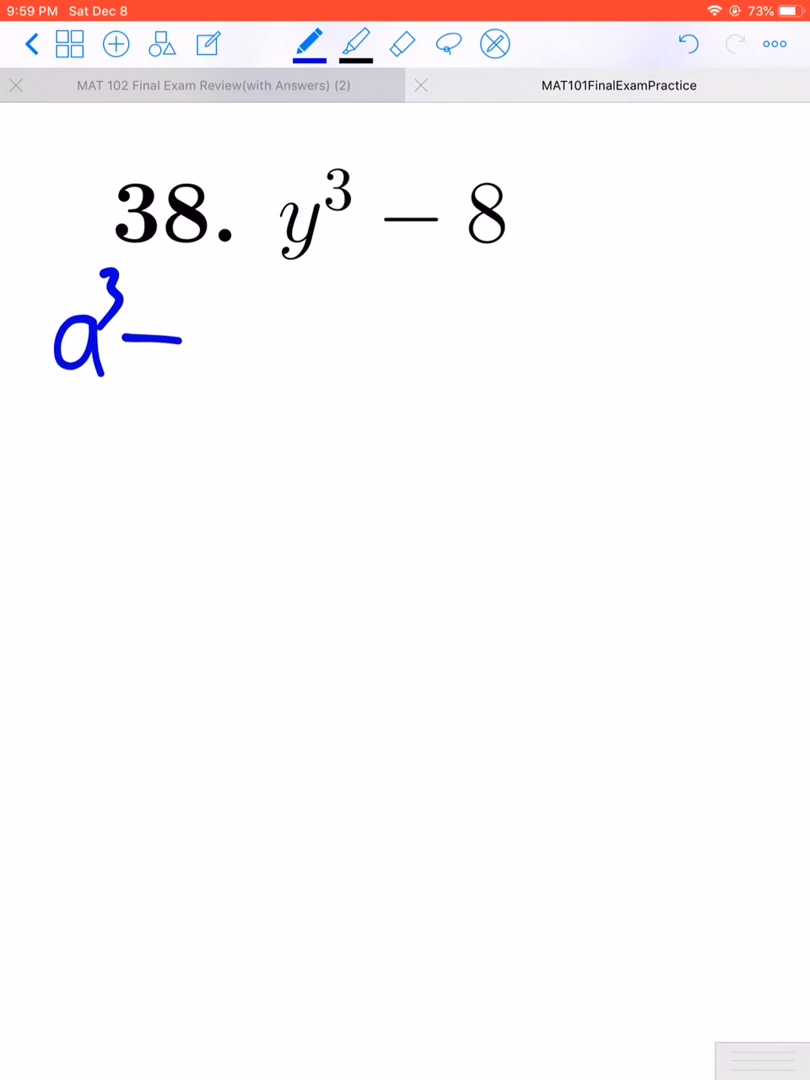 9:59 PM Sat Dec 8 73%
MAT 102 Final Exam Review(with Answers) (2) MAT101FinalExamPractice
38. y³ − 8
a³ −